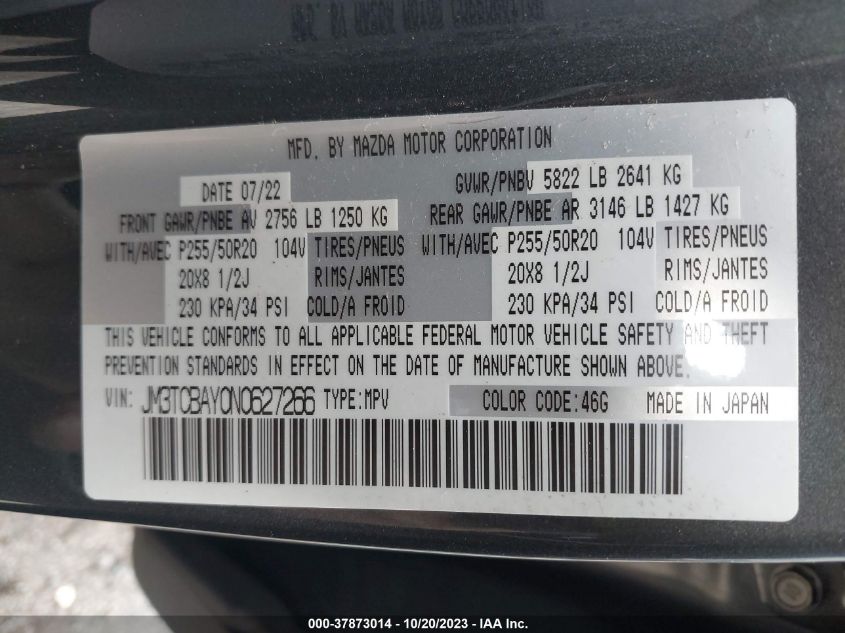 MFD. BY MAZDA MOTOR CORPORATION
DATE 07/22 GVWR/PNBV 5822 LB 2641 KG
FRONT GAWR/PNBE AV 2756 LB 1250 KG REAR GAWR/PNBE AR 3146 LB 1427 KG
WITH/AVEC P255/50R20 104V TIRES/PNEUS WITH/AVEC P255/50R20 104V TIRES/PNEUS
20X8 1/2J RIMS/JANTES 20X8 1/2J RIMS/JANTES
230 KPA/34 PSI COLD/A FROID 230 KPA/34 PSI COLD/A FROID
THIS VEHICLE CONFORMS TO ALL APPLICABLE FEDERAL MOTOR VEHICLE SAFETY AND THEFT
PREVENTION STANDARDS IN EFFECT ON THE DATE OF MANUFACTURE SHOWN ABOVE.
VIN: JM3TCBAY0N0627266 TYPE:MPV COLOR CODE:46G MADE IN JAPAN
000-37873014 - 10/20/2023 - IAA Inc.